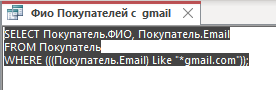 Фио Покупателей с gmail
SELECT Покупатель.ФИО, Покупатель.Email
FROM Покупатель
WHERE (((Покупатель.Email) Like "*gmail.com"));